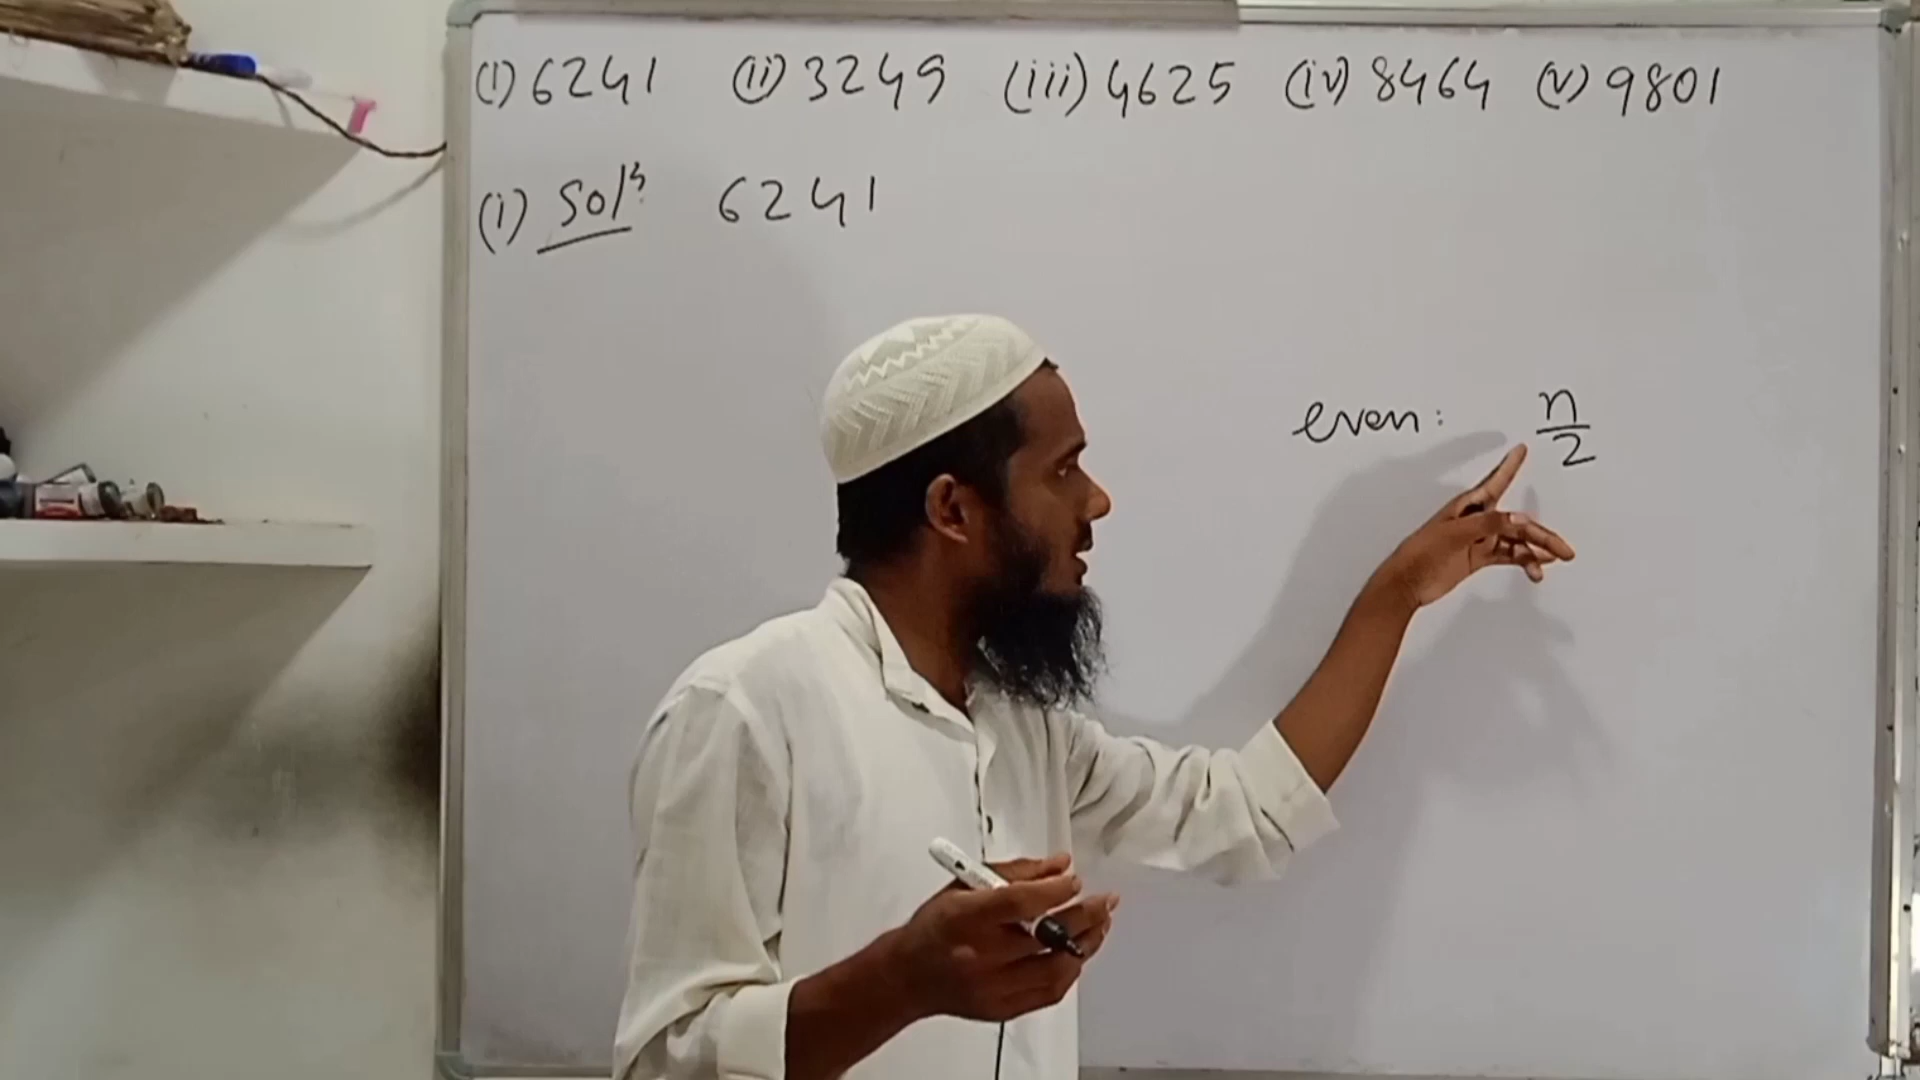 (i) 6241 (ii) 3249 (iii) 4625 (iv) 8464 (v) 9801
(i) Solⁿ: 6241
even: n/2